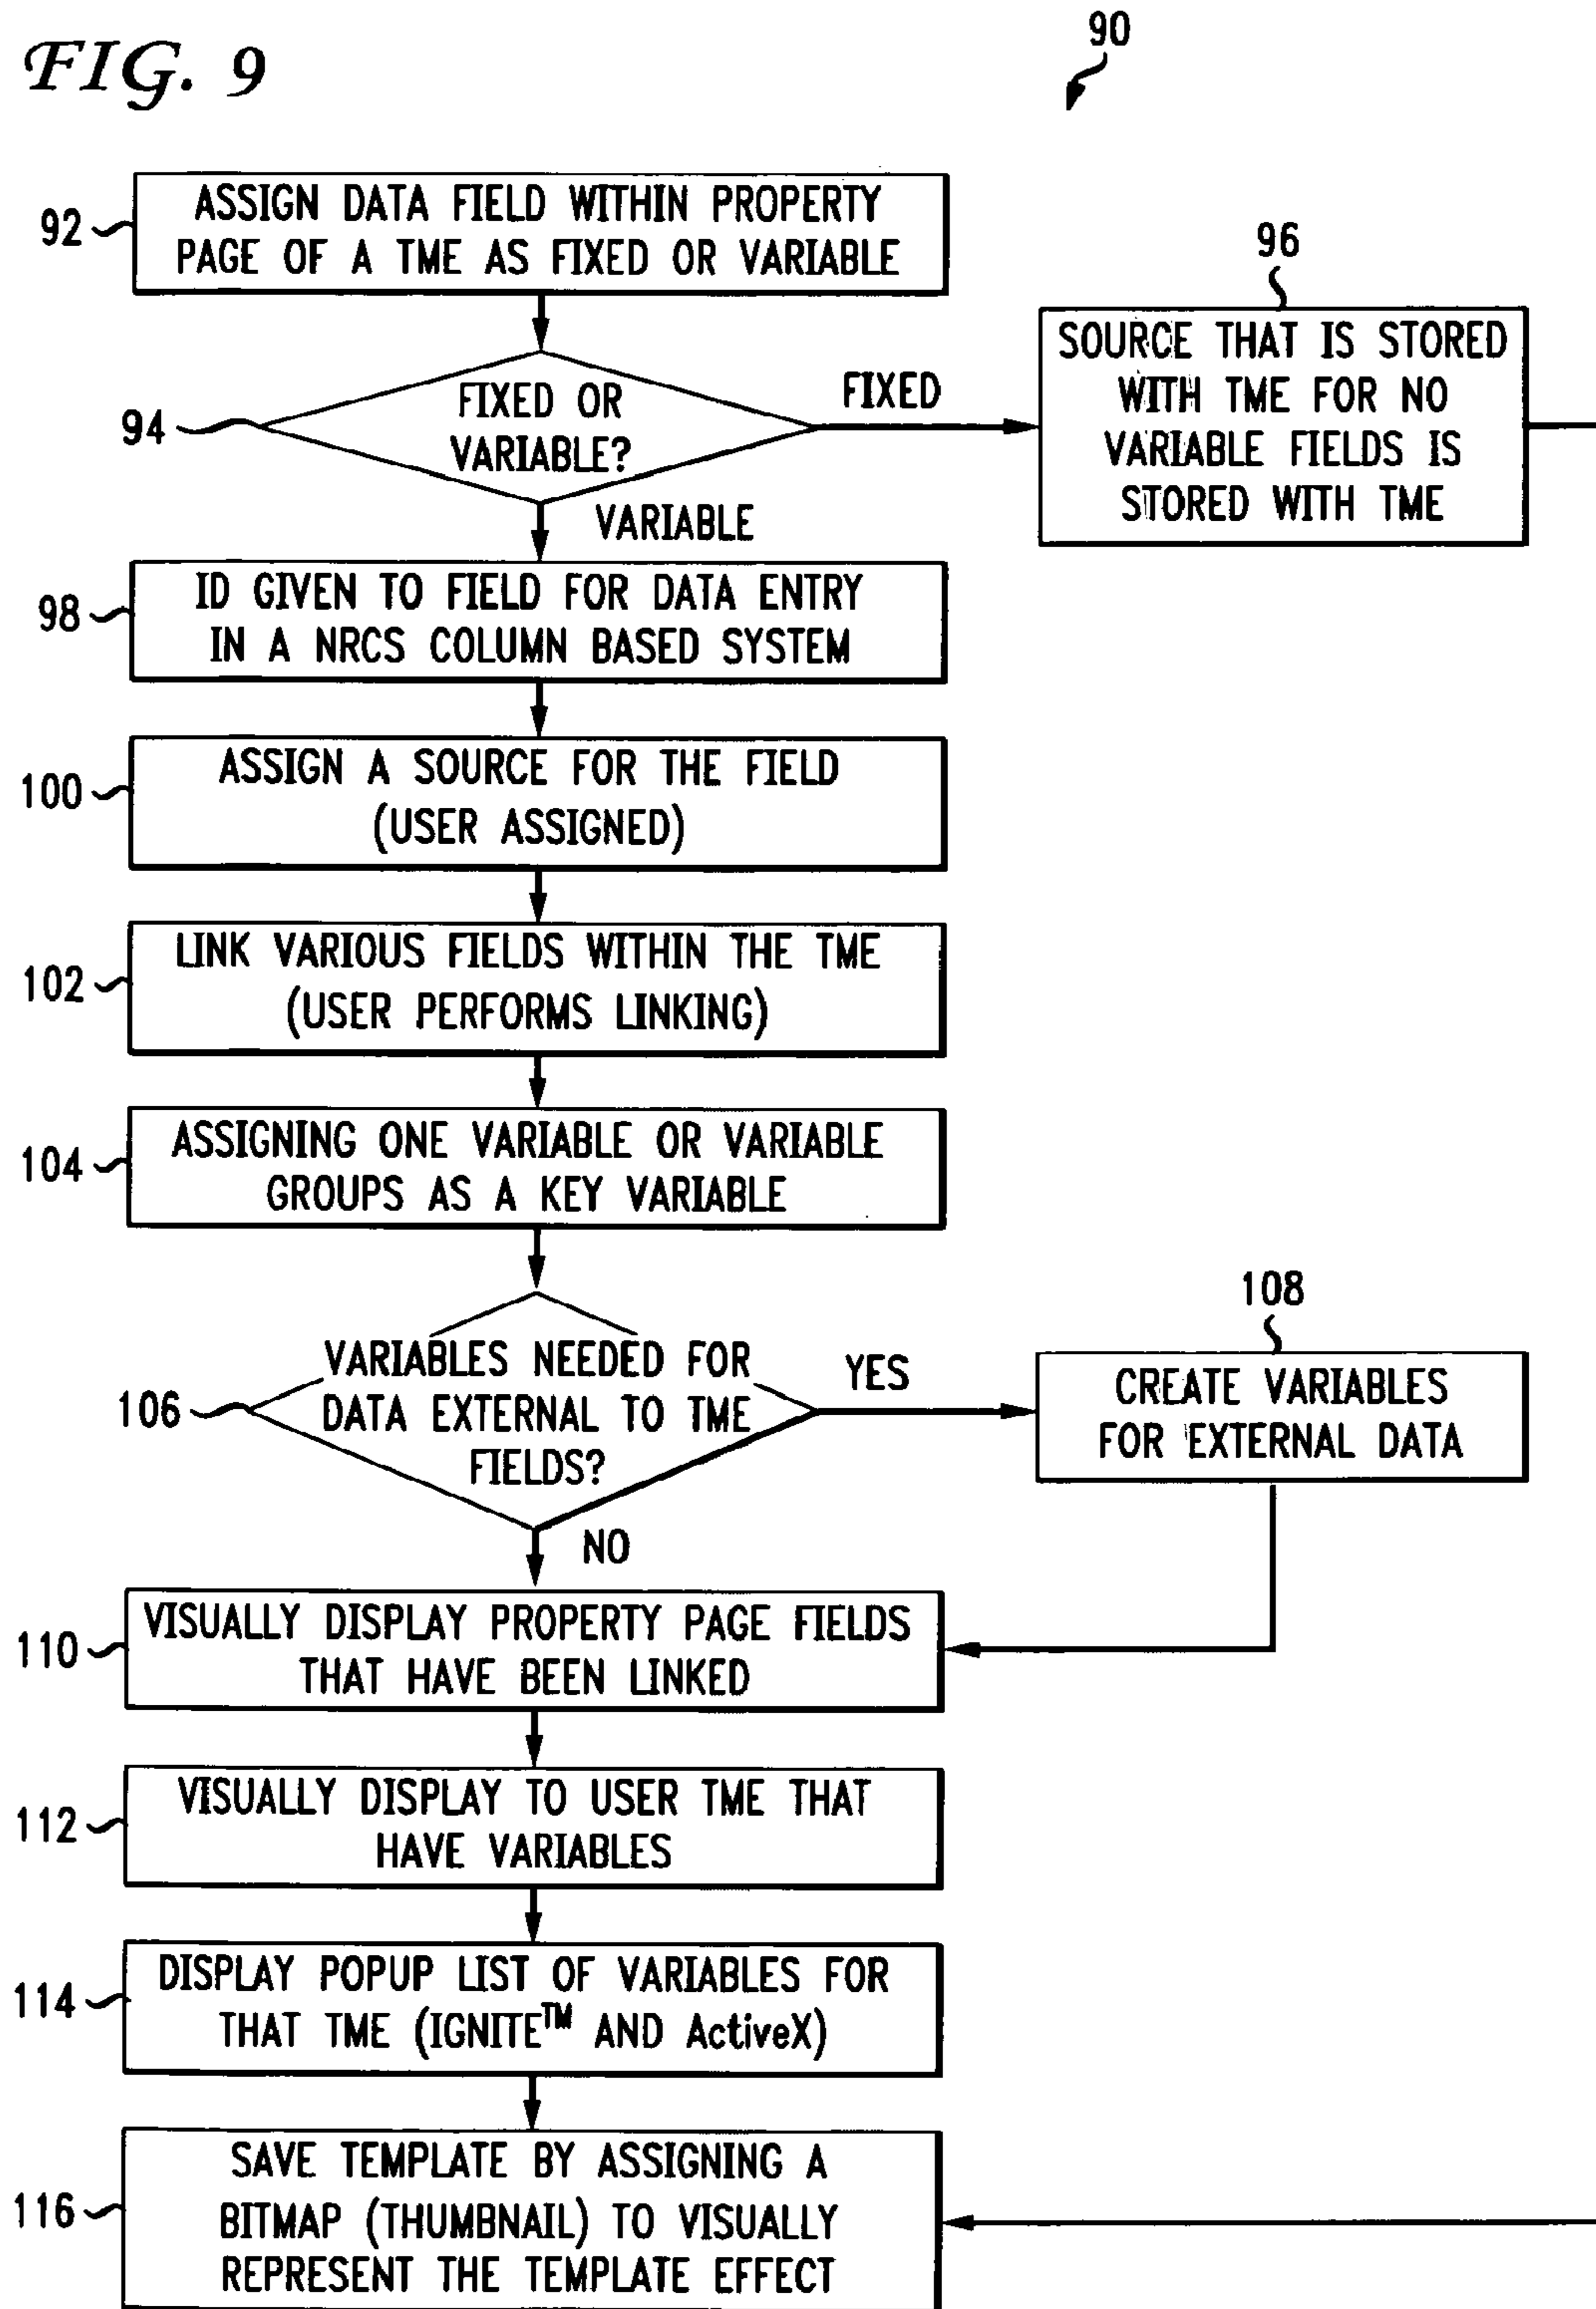 FIG. 9
90
92
ASSIGN DATA FIELD WITHIN PROPERTY
PAGE OF A TME AS FIXED OR VARIABLE
94
FIXED OR
VARIABLE?
FIXED
96
SOURCE THAT IS STORED
WITH TME FOR NO
VARIABLE FIELDS IS
STORED WITH TME
VARIABLE
98
ID GIVEN TO FIELD FOR DATA ENTRY
IN A NRCS COLUMN BASED SYSTEM
100
ASSIGN A SOURCE FOR THE FIELD
(USER ASSIGNED)
102
LINK VARIOUS FIELDS WITHIN THE TME
(USER PERFORMS LINKING)
104
ASSIGNING ONE VARIABLE OR VARIABLE
GROUPS AS A KEY VARIABLE
106
VARIABLES NEEDED FOR
DATA EXTERNAL TO TME
FIELDS?
YES
108
CREATE VARIABLES
FOR EXTERNAL DATA
NO
110
VISUALLY DISPLAY PROPERTY PAGE FIELDS
THAT HAVE BEEN LINKED
112
VISUALLY DISPLAY TO USER TME THAT
HAVE VARIABLES
114
DISPLAY POPUP LIST OF VARIABLES FOR
THAT TME (IGNITE™ AND ActiveX)
116
SAVE TEMPLATE BY ASSIGNING A
BITMAP (THUMBNAIL) TO VISUALLY
REPRESENT THE TEMPLATE EFFECT